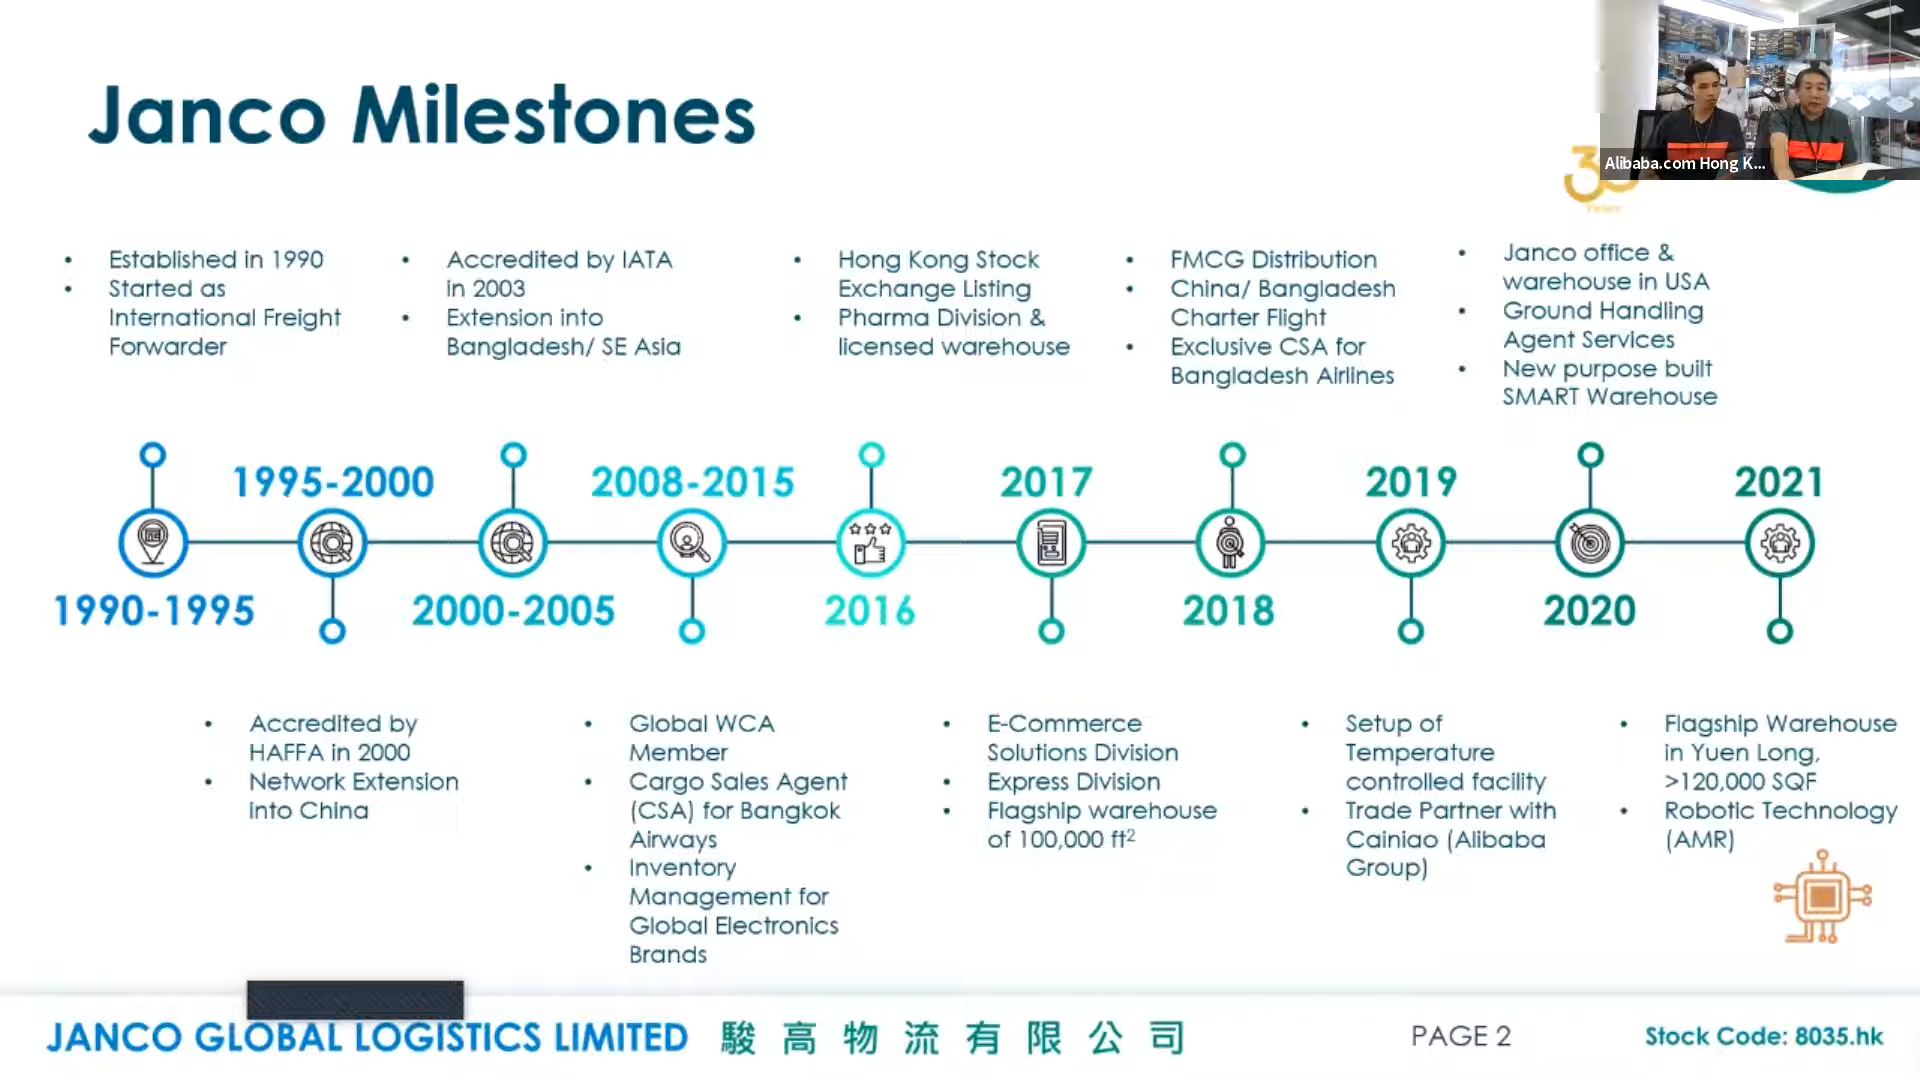 Janco Milestones
Alibaba.com Hong K...
30
Years
• Established in 1990
• Started as
International Freight
Forwarder
• Accredited by IATA
in 2003
• Extension into
Bangladesh/ SE Asia
• Hong Kong Stock
Exchange Listing
• Pharma Division &
licensed warehouse
• FMCG Distribution
• China/ Bangladesh
Charter Flight
• Exclusive CSA for
Bangladesh Airlines
• Janco office &
warehouse in USA
• Ground Handling
Agent Services
• New purpose built
SMART Warehouse
1995-2000
2008-2015
2017
2019
2021
1990-1995
2000-2005
2016
2018
2020
• Accredited by
HAFFA in 2000
• Network Extension
into China
• Global WCA
Member
• Cargo Sales Agent
(CSA) for Bangkok
Airways
• Inventory
Management for
Global Electronics
Brands
• E-Commerce
Solutions Division
• Express Division
• Flagship warehouse
of 100,000 ft²
• Setup of
Temperature
controlled facility
• Trade Partner with
Cainiao (Alibaba
Group)
• Flagship Warehouse
in Yuen Long,
>120,000 SQF
• Robotic Technology
(AMR)
JANCO GLOBAL LOGISTICS LIMITED 駿高物流有限公司
PAGE 2
Stock Code: 8035.hk